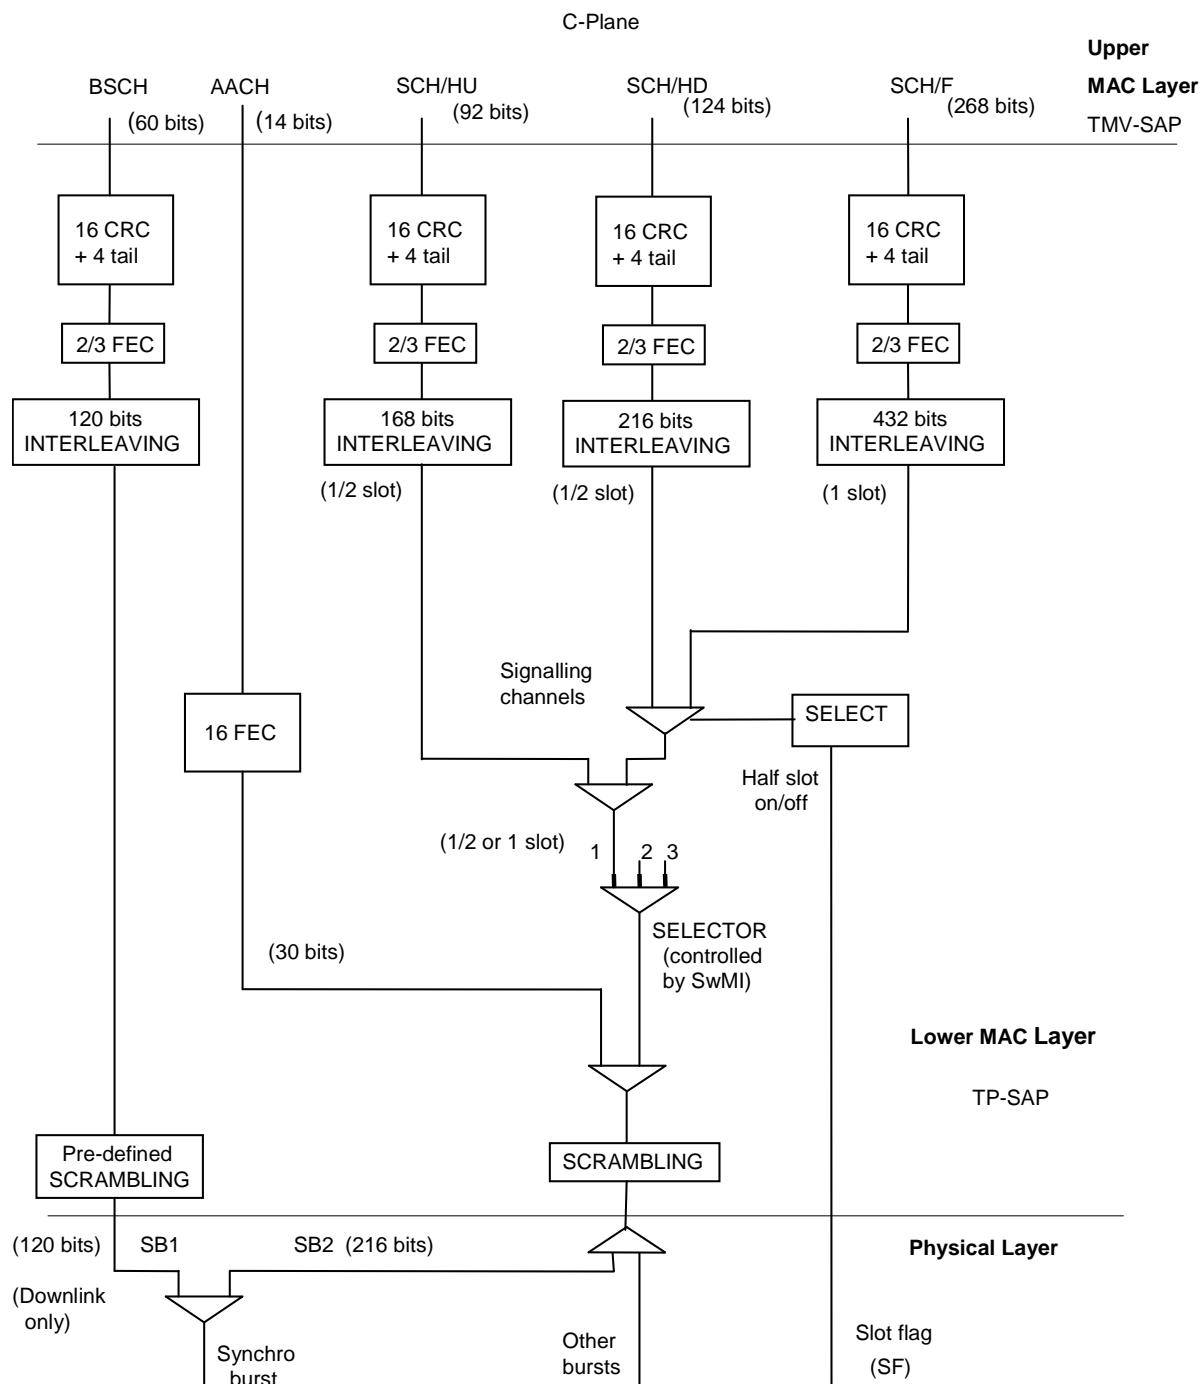 C-Plane
Upper
MAC Layer
TMV-SAP
BSCH
(60 bits)
AACH
(14 bits)
SCH/HU
(92 bits)
SCH/HD
(124 bits)
SCH/F
(268 bits)
16 CRC
+ 4 tail
16 CRC
+ 4 tail
16 CRC
+ 4 tail
16 CRC
+ 4 tail
2/3 FEC
2/3 FEC
2/3 FEC
2/3 FEC
120 bits
INTERLEAVING
168 bits
INTERLEAVING
216 bits
INTERLEAVING
432 bits
INTERLEAVING
(1/2 slot)
(1/2 slot)
(1 slot)
Signalling
channels
16 FEC
SELECT
Half slot
on/off
(1/2 or 1 slot)
1
2
3
SELECTOR
(controlled
by SwMI)
(30 bits)
Lower MAC Layer
TP-SAP
Pre-defined
SCRAMBLING
SCRAMBLING
(120 bits)
SB1
SB2 (216 bits)
Physical Layer
(Downlink
only)
Synchro
burst
Other
bursts
Slot flag
(SF)